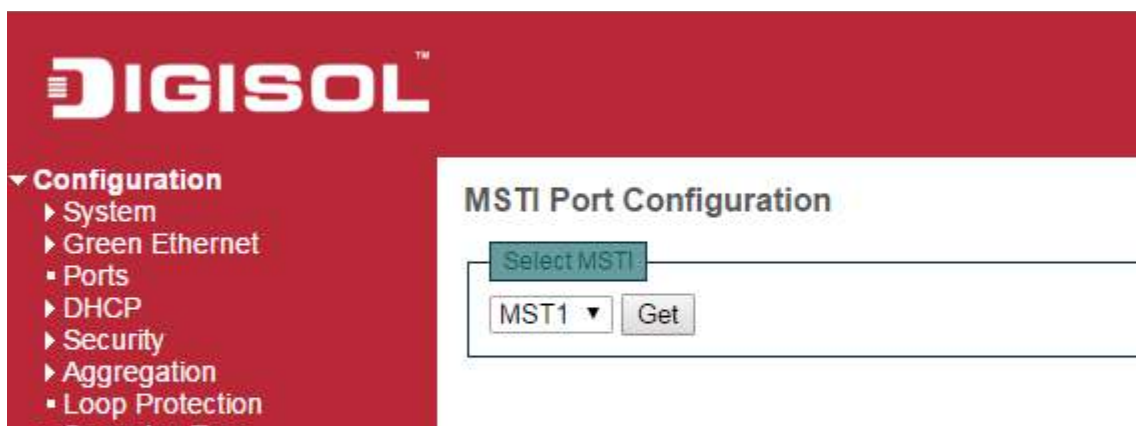 DIGISOL™
Configuration
System
Green Ethernet
Ports
DHCP
Security
Aggregation
Loop Protection
MSTI Port Configuration
Select MSTI
MST1
Get